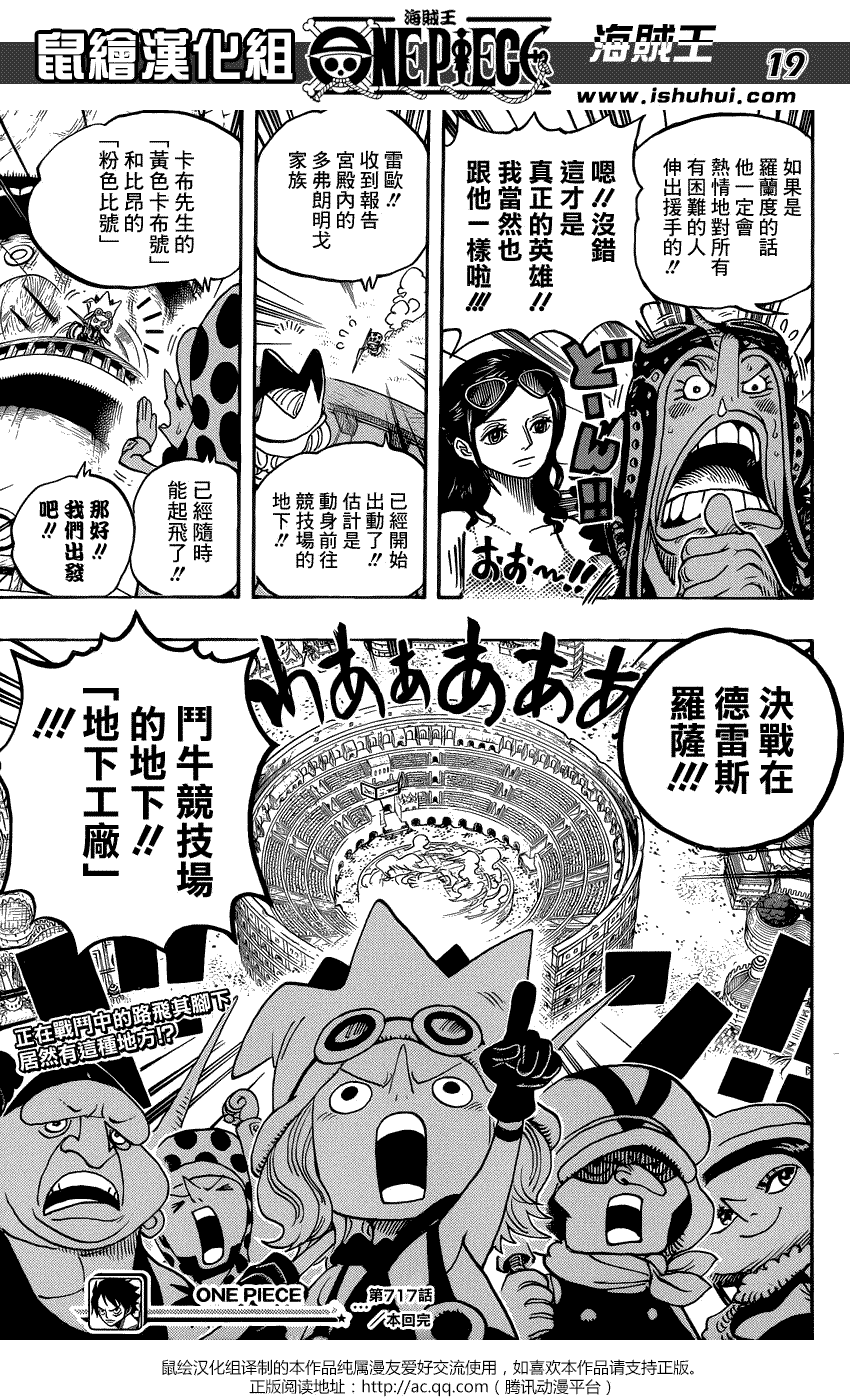 鼠繪漢化組
海賊王
ONE PIECE
海賊王
19
www.ishuhui.com
如果是
羅蘭度的話
他一定會
熱情地對所有
有困難的人
伸出援手的!!
嗯!!沒錯
這才是
真正的英雄!!
我當然也
跟他一樣啦!!!
どーん!!
おお~!!
雷歐!!
收到報告
宮殿內的
多弗朗明戈
家族
已經開始
出動了!!
估計是
動身前往
競技場的
地下!!
卡布先生的
「黃色卡布號」
和比昂的
「粉色比號」
已經隨時
能起飛了!!
那好!!
我們出發
吧!!
わあぁあああ
決戰在
德雷斯
羅薩!!!
鬥牛競技場
的地下!!
「地下工廠」
!!!
正在戰鬥中的路飛其腳下
居然有這種地方!?
ONE PIECE
第717話
…／本回完
鼠绘汉化组译制的本作品纯属漫友爱好交流使用，如喜欢本作品请支持正版。
正版阅读地址：http://ac.qq.com（腾讯动漫平台）